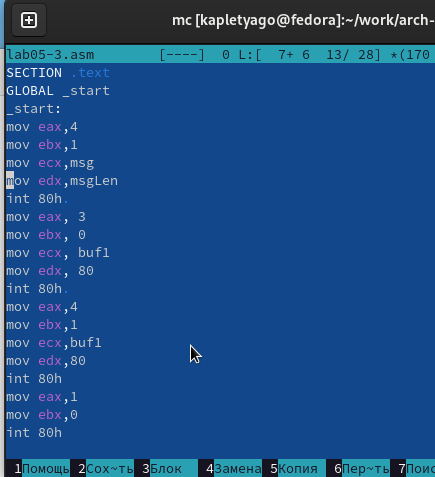 mc [kapletyago@fedora]:~/work/arch-
lab05-3.asm [----] 0 L:[ 7+ 6 13/ 28] *(170
SECTION .text
GLOBAL _start
_start:
mov eax,4
mov ebx,1
mov ecx,msg
mov edx,msgLen
int 80h.
mov eax, 3
mov ebx, 0
mov ecx, buf1
mov edx, 80
int 80h.
mov eax,4
mov ebx,1
mov ecx,buf1
mov edx,80
int 80h
mov eax,1
mov ebx,0
int 80h
1Помощь 2Сох~ть 3Блок 4Замена 5Копия 6Пер~ть 7Поис